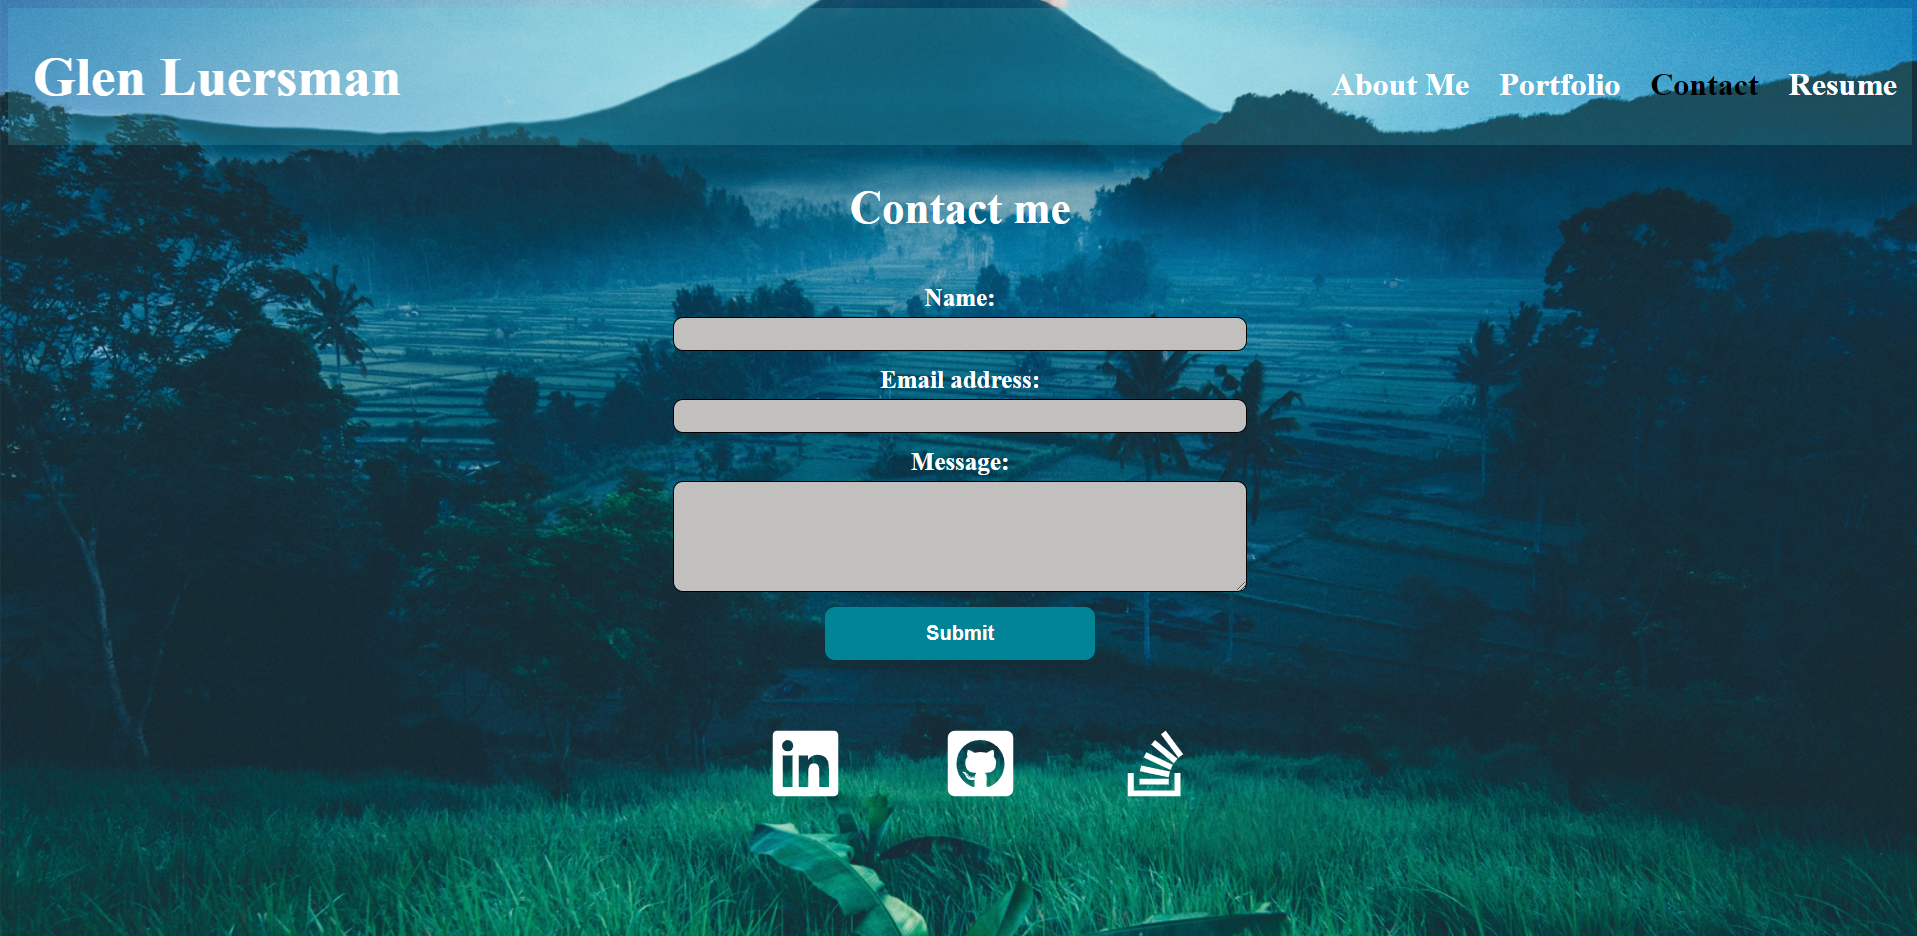 Glen Luersman
About Me Portfolio Contact Resume
Contact me
Name:
Email address:
Message:
Submit
in